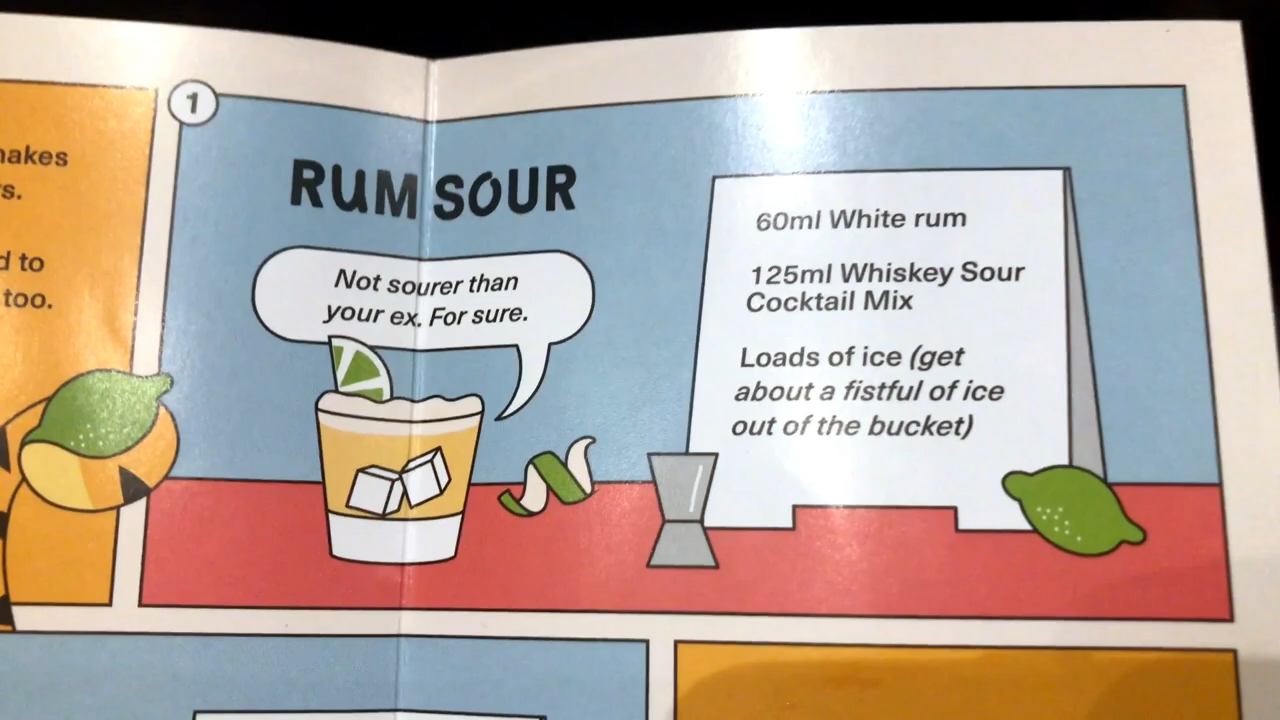 1
RUM SOUR
Not sourer than
your ex. For sure.
60ml White rum
125ml Whiskey Sour
Cocktail Mix
Loads of ice (get
about a fistful of ice
out of the bucket)
to
too.